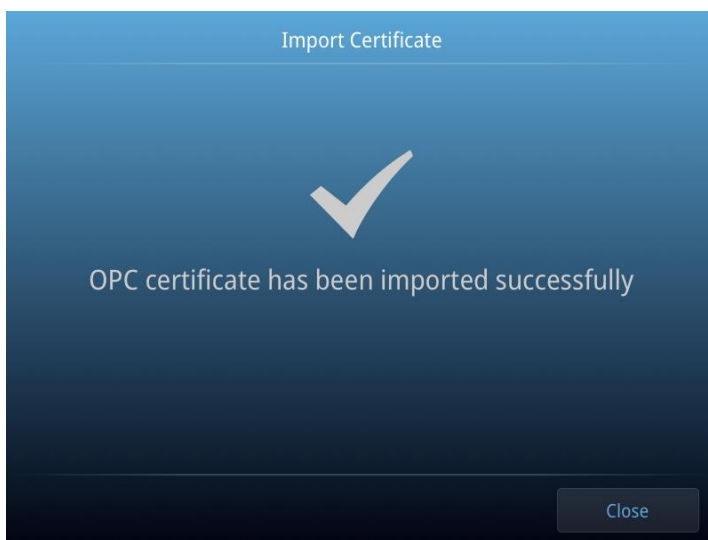 Import Certificate
OPC certificate has been imported successfully
Close